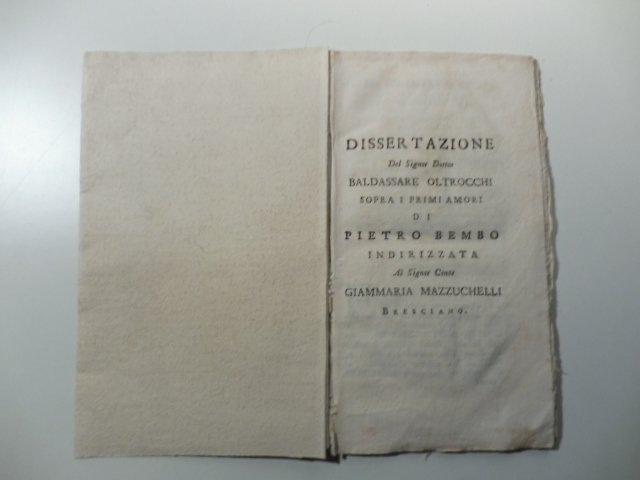 DISSERTAZIONE
Del Signor Dottor
BALDASSARE OLTROCCHI
SOPRA I PRIMI AMORI
DI
PIETRO BEMBO
INDIRIZZATA
Al Signor Conte
GIAMMARIA MAZZUCHELLI
BRESCIANO.